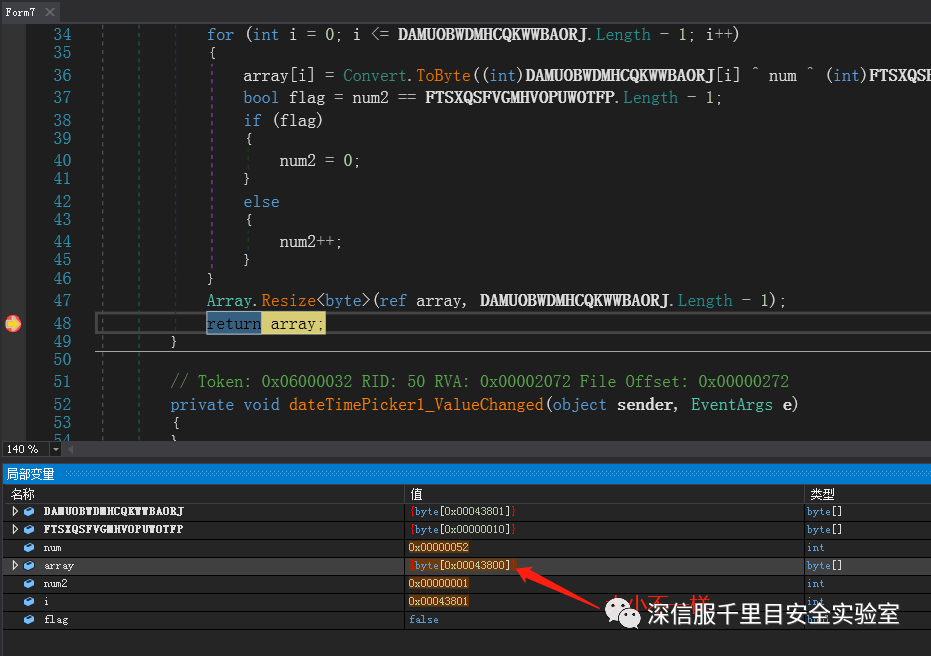 Form7
34 for (int i = 0; i <= DAMUOBWDMHCQKWWBAORJ.Length - 1; i++)
35 {
36 array[i] = Convert.ToByte((int)DAMUOBWDMHCQKWWBAORJ[i] ^ num ^ (int)FTSXQSF
37 bool flag = num2 == FTSXQSFVGMHVOPUWOTFP.Length - 1;
38 if (flag)
39 {
40 num2 = 0;
41 }
42 else
43 {
44 num2++;
45 }
46 }
47 Array.Resize<byte>(ref array, DAMUOBWDMHCQKWWBAORJ.Length - 1);
48 return array;
49 }
50
51 // Token: 0x06000032 RID: 50 RVA: 0x00002072 File Offset: 0x00000272
52 private void dateTimePicker1_ValueChanged(object sender, EventArgs e)
53 {
54 }
140 %
局部变量
名称 值 类型
DAMUOBWDMHCQKWWBAORJ {byte[0x00043801]} byte[]
FTSXQSFVGMHVOPUWOTFP {byte[0x00000010]} byte[]
num 0x00000052 int
array {byte[0x00043800]} byte[]
num2 0x00000001 int
i 0x00043801 int
flag false
深信服千里目安全实验室